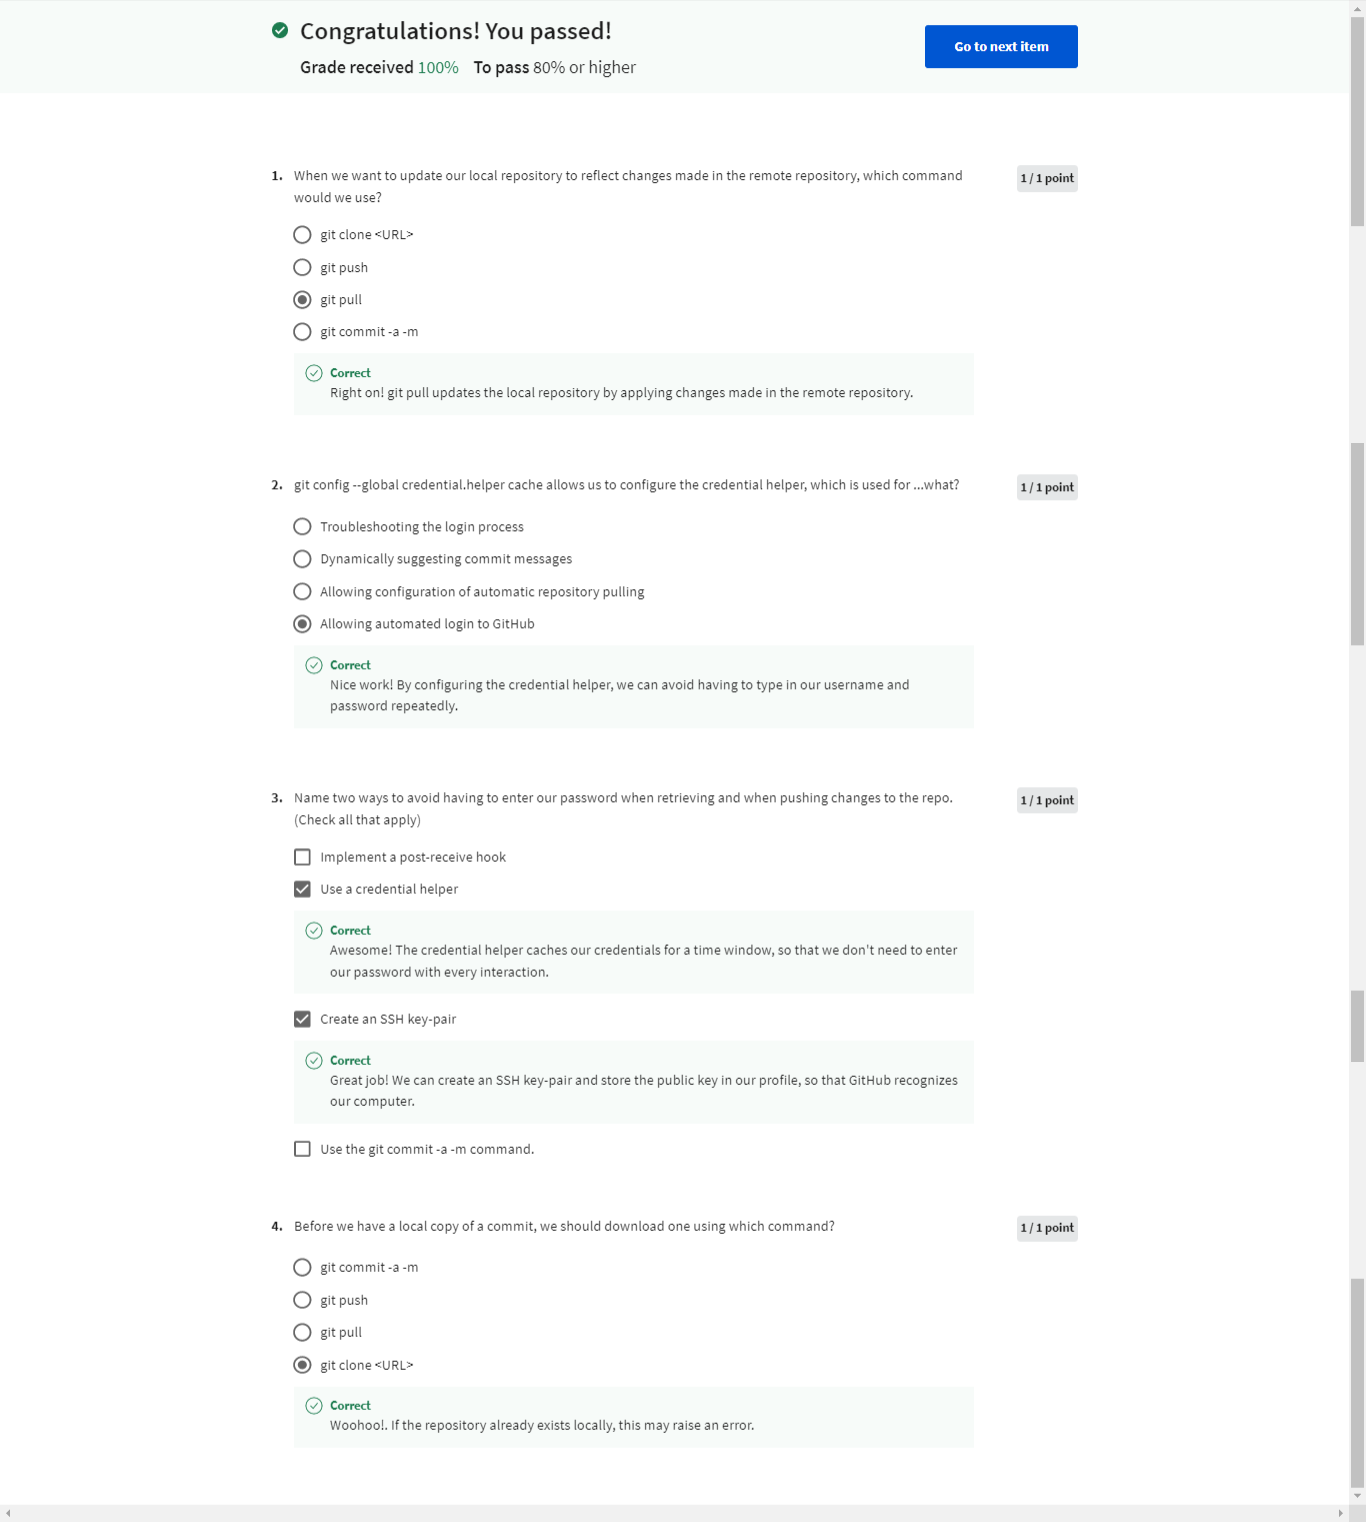 Congratulations! You passed!
Grade received 100% To pass 80% or higher
Go to next item
1. When we want to update our local repository to reflect changes made in the remote repository, which command
would we use?
1 / 1 point
git clone <URL>
git push
git pull
git commit -a -m
Correct
Right on! git pull updates the local repository by applying changes made in the remote repository.
2. git config --global credential.helper cache allows us to configure the credential helper, which is used for ...what?
1 / 1 point
Troubleshooting the login process
Dynamically suggesting commit messages
Allowing configuration of automatic repository pulling
Allowing automated login to GitHub
Correct
Nice work! By configuring the credential helper, we can avoid having to type in our username and
password repeatedly.
3. Name two ways to avoid having to enter our password when retrieving and when pushing changes to the repo.
(Check all that apply)
1 / 1 point
Implement a post-receive hook
Use a credential helper
Correct
Awesome! The credential helper caches our credentials for a time window, so that we don't need to enter
our password with every interaction.
Create an SSH key-pair
Correct
Great job! We can create an SSH key-pair and store the public key in our profile, so that GitHub recognizes
our computer.
Use the git commit -a -m command.
4. Before we have a local copy of a commit, we should download one using which command?
1 / 1 point
git commit -a -m
git push
git pull
git clone <URL>
Correct
Woohoo!. If the repository already exists locally, this may raise an error.